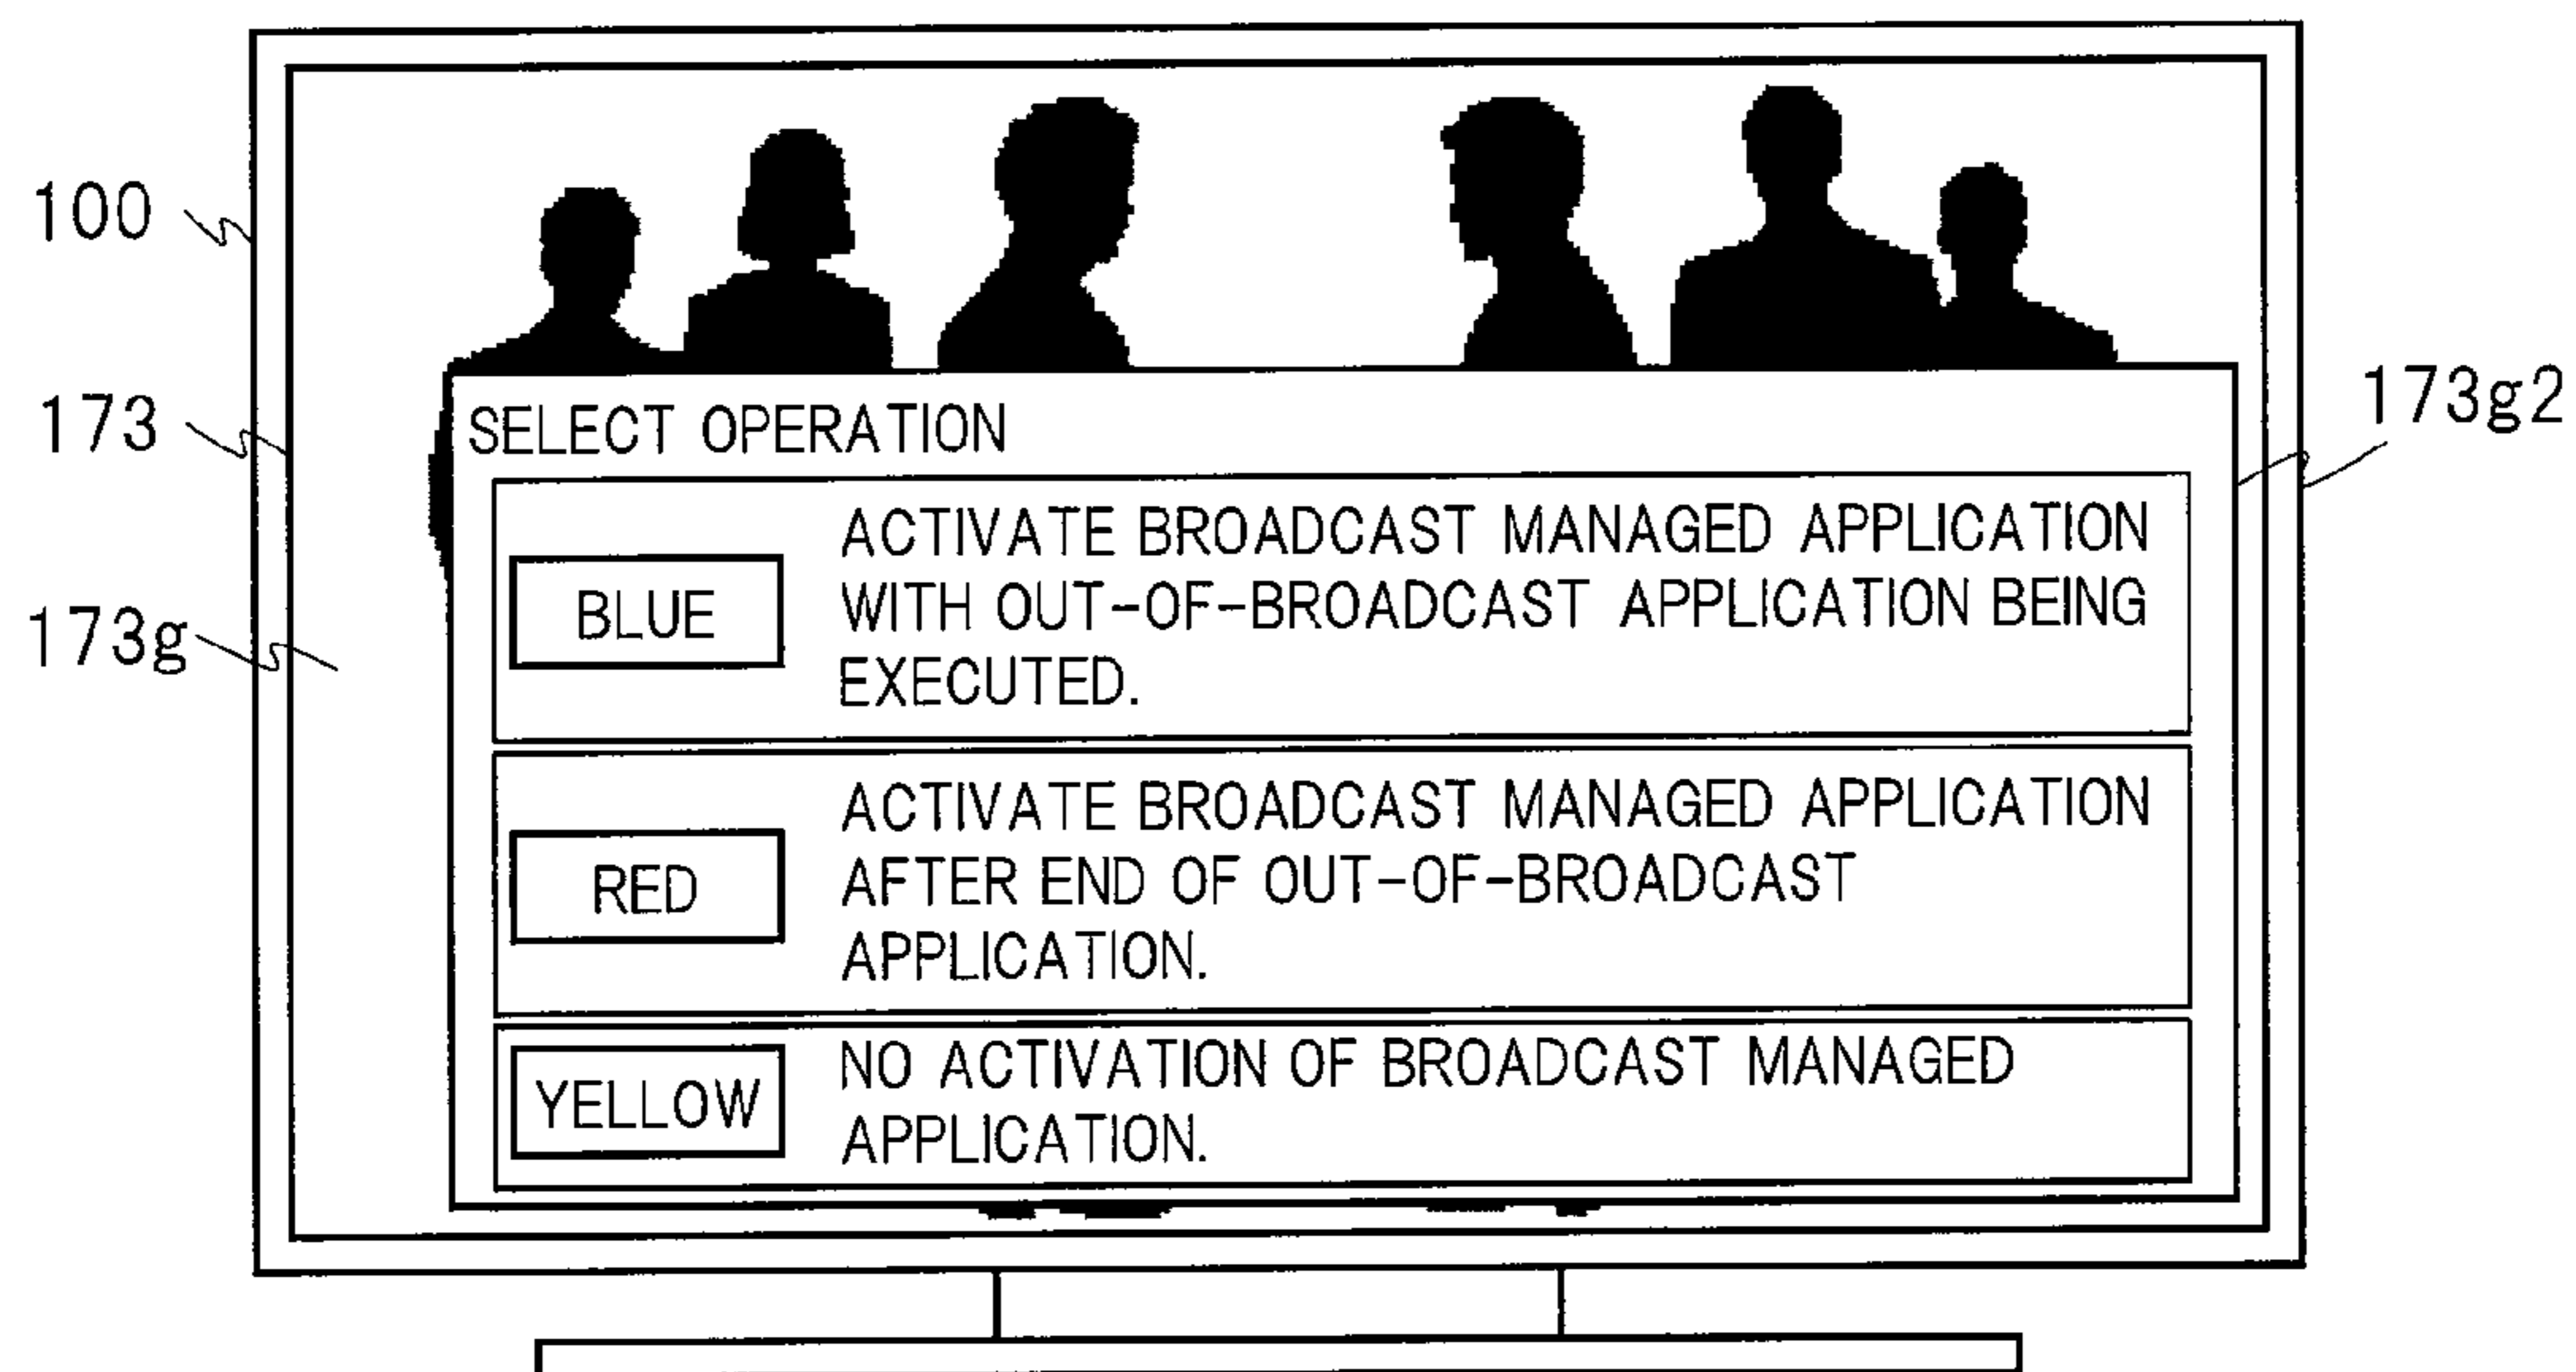 100
173
173g
173g2
SELECT OPERATION
BLUE
ACTIVATE BROADCAST MANAGED APPLICATION
WITH OUT-OF-BROADCAST APPLICATION BEING
EXECUTED.
RED
ACTIVATE BROADCAST MANAGED APPLICATION
AFTER END OF OUT-OF-BROADCAST
APPLICATION.
YELLOW
NO ACTIVATION OF BROADCAST MANAGED
APPLICATION.